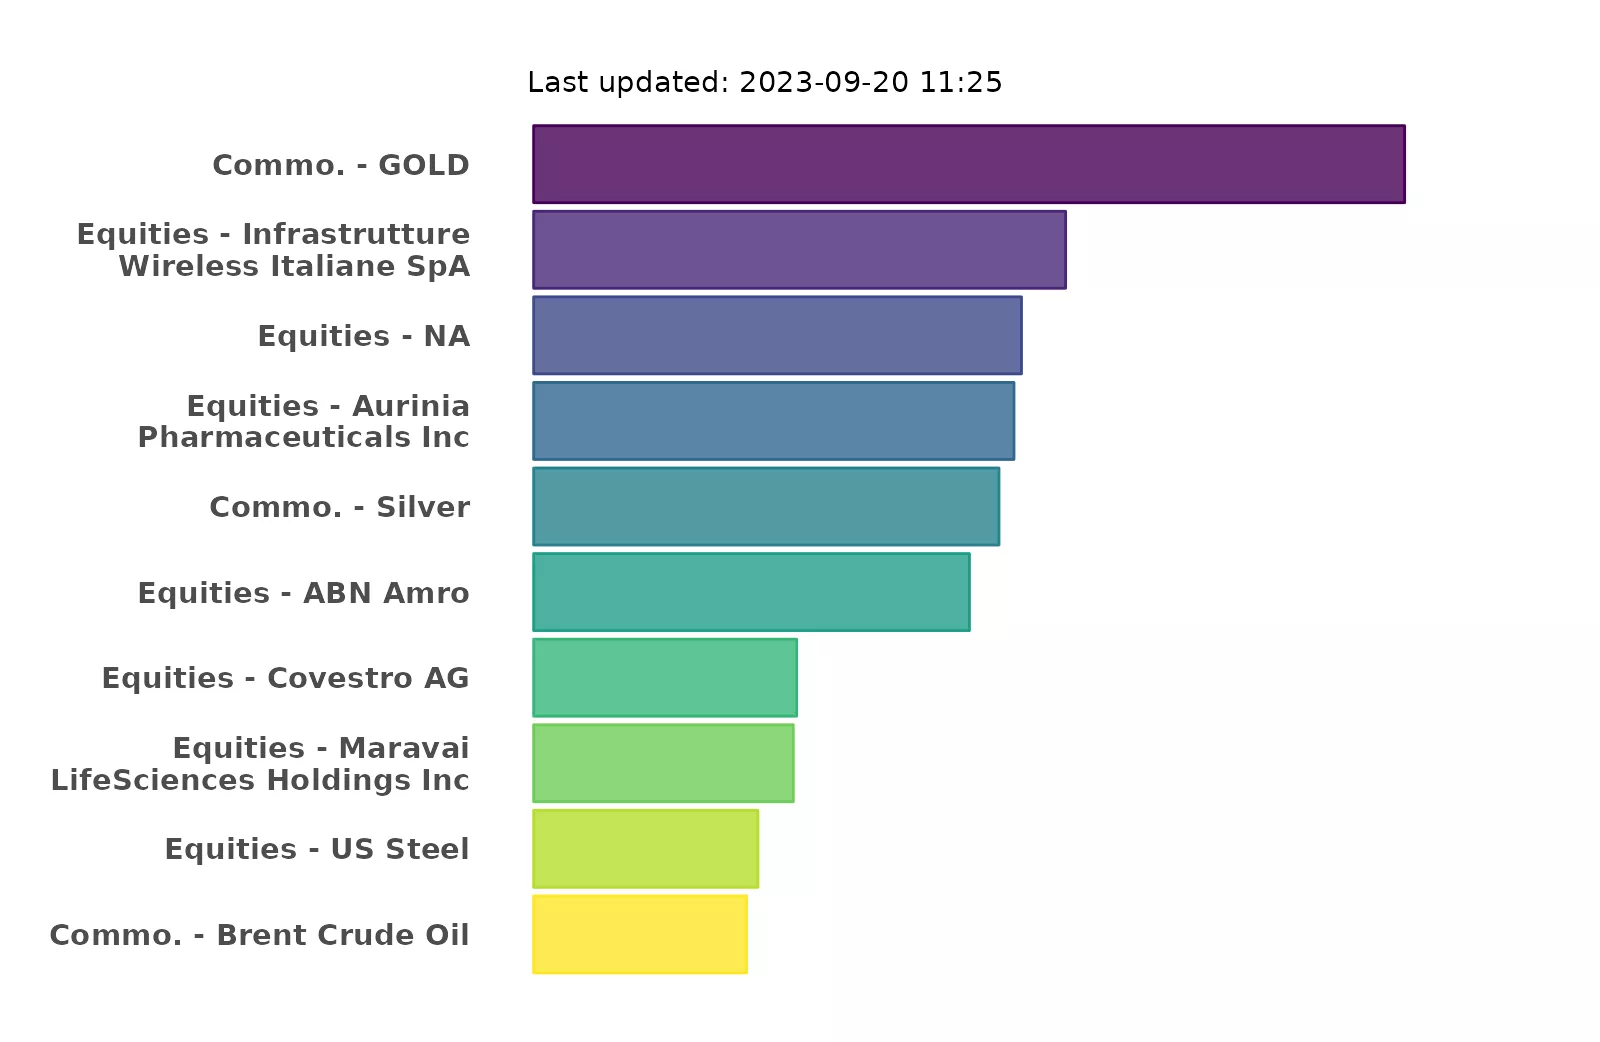 Last updated: 2023-09-20 11:25
Commo. - GOLD
Equities - Infrastrutture
Wireless Italiane SpA
Equities - NA
Equities - Aurinia
Pharmaceuticals Inc
Commo. - Silver
Equities - ABN Amro
Equities - Covestro AG
Equities - Maravai
LifeSciences Holdings Inc
Equities - US Steel
Commo. - Brent Crude Oil